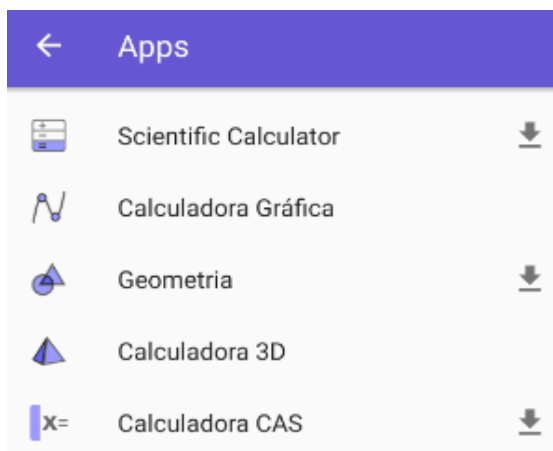 Apps
Scientific Calculator
Calculadora Gráfica
Geometria
Calculadora 3D
x= Calculadora CAS